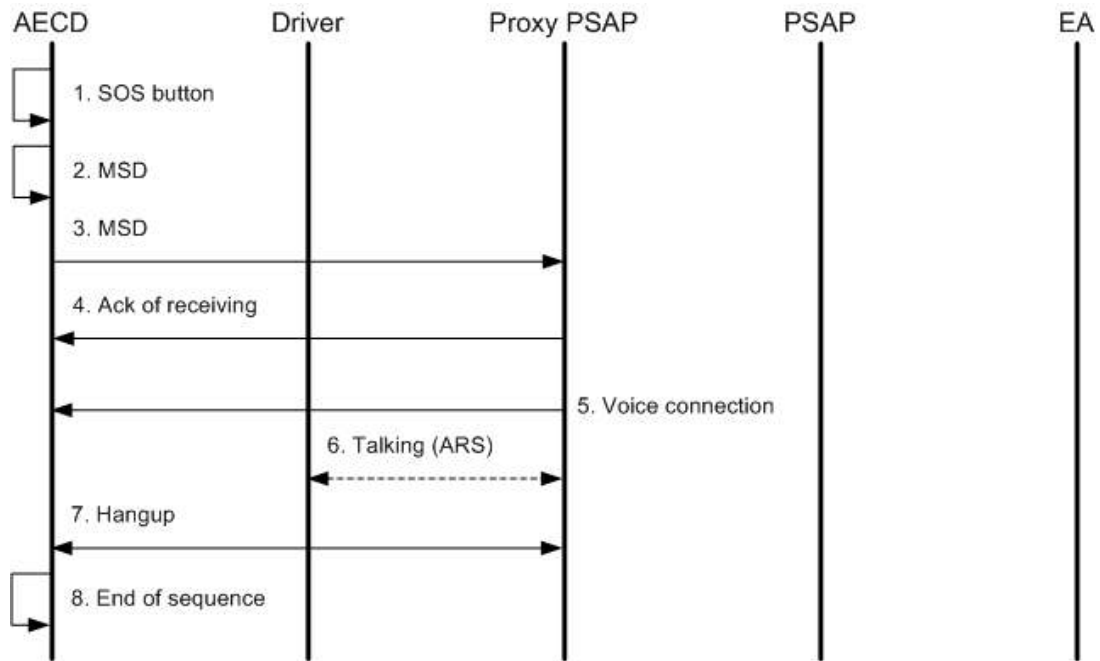 AECD Driver Proxy PSAP PSAP EA
1. SOS button
2. MSD
3. MSD
4. Ack of receiving
5. Voice connection
6. Talking (ARS)
7. Hangup
8. End of sequence